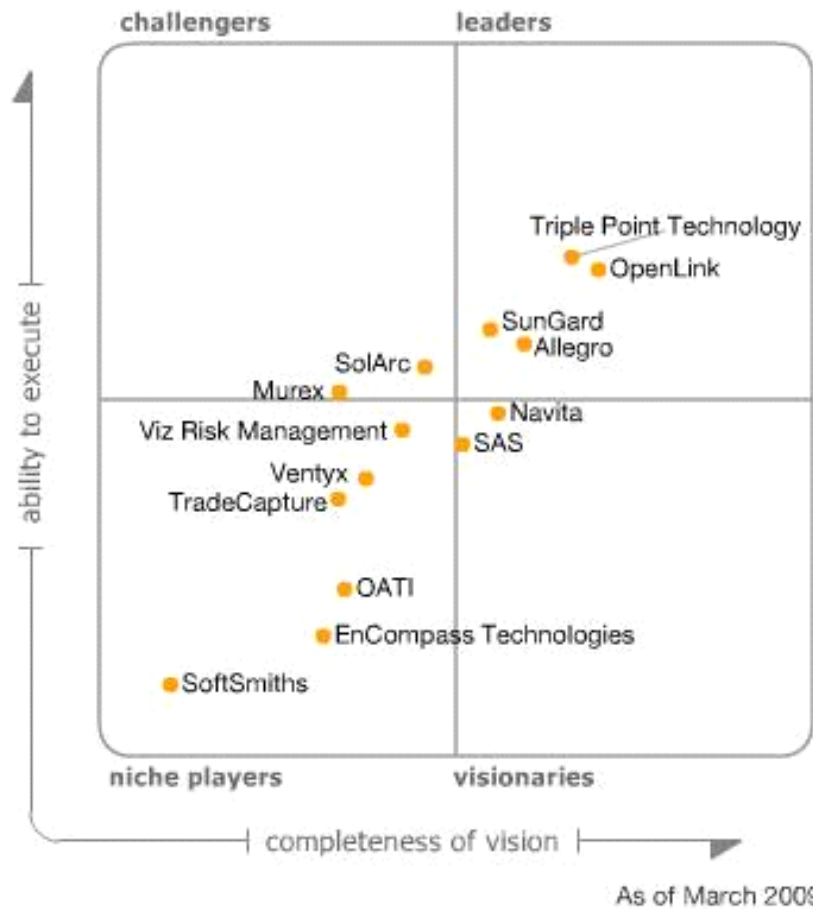 challengers
leaders
Triple Point Technology
OpenLink
SunGard
Allegro
SolArc
Murex
Navita
Viz Risk Management
SAS
Ventyx
TradeCapture
OATI
EnCompass Technologies
SoftSmiths
ability to execute
niche players
visionaries
completeness of vision
As of March 2009